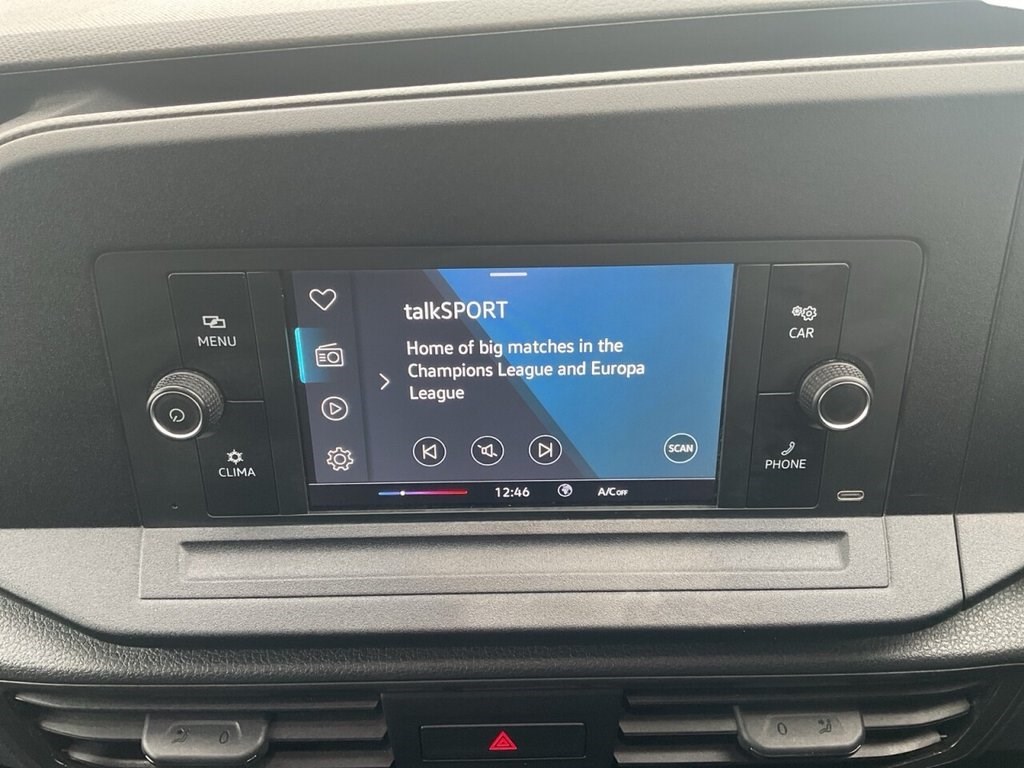 MENU
CLIMA
talkSPORT
Home of big matches in the
Champions League and Europa
League
SCAN
12:46
A/C OFF
CAR
PHONE